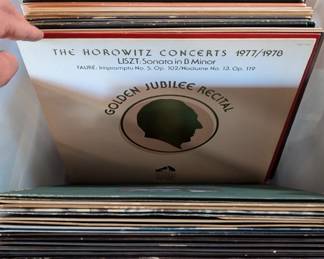 THE HOROWITZ CONCERTS 1977/1978
LISZT: Sonata in B Minor
FAURÉ: Impromptu No. 5, Op. 102/Nocturne No. 13, Op. 119
GOLDEN JUBILEE RECITAL